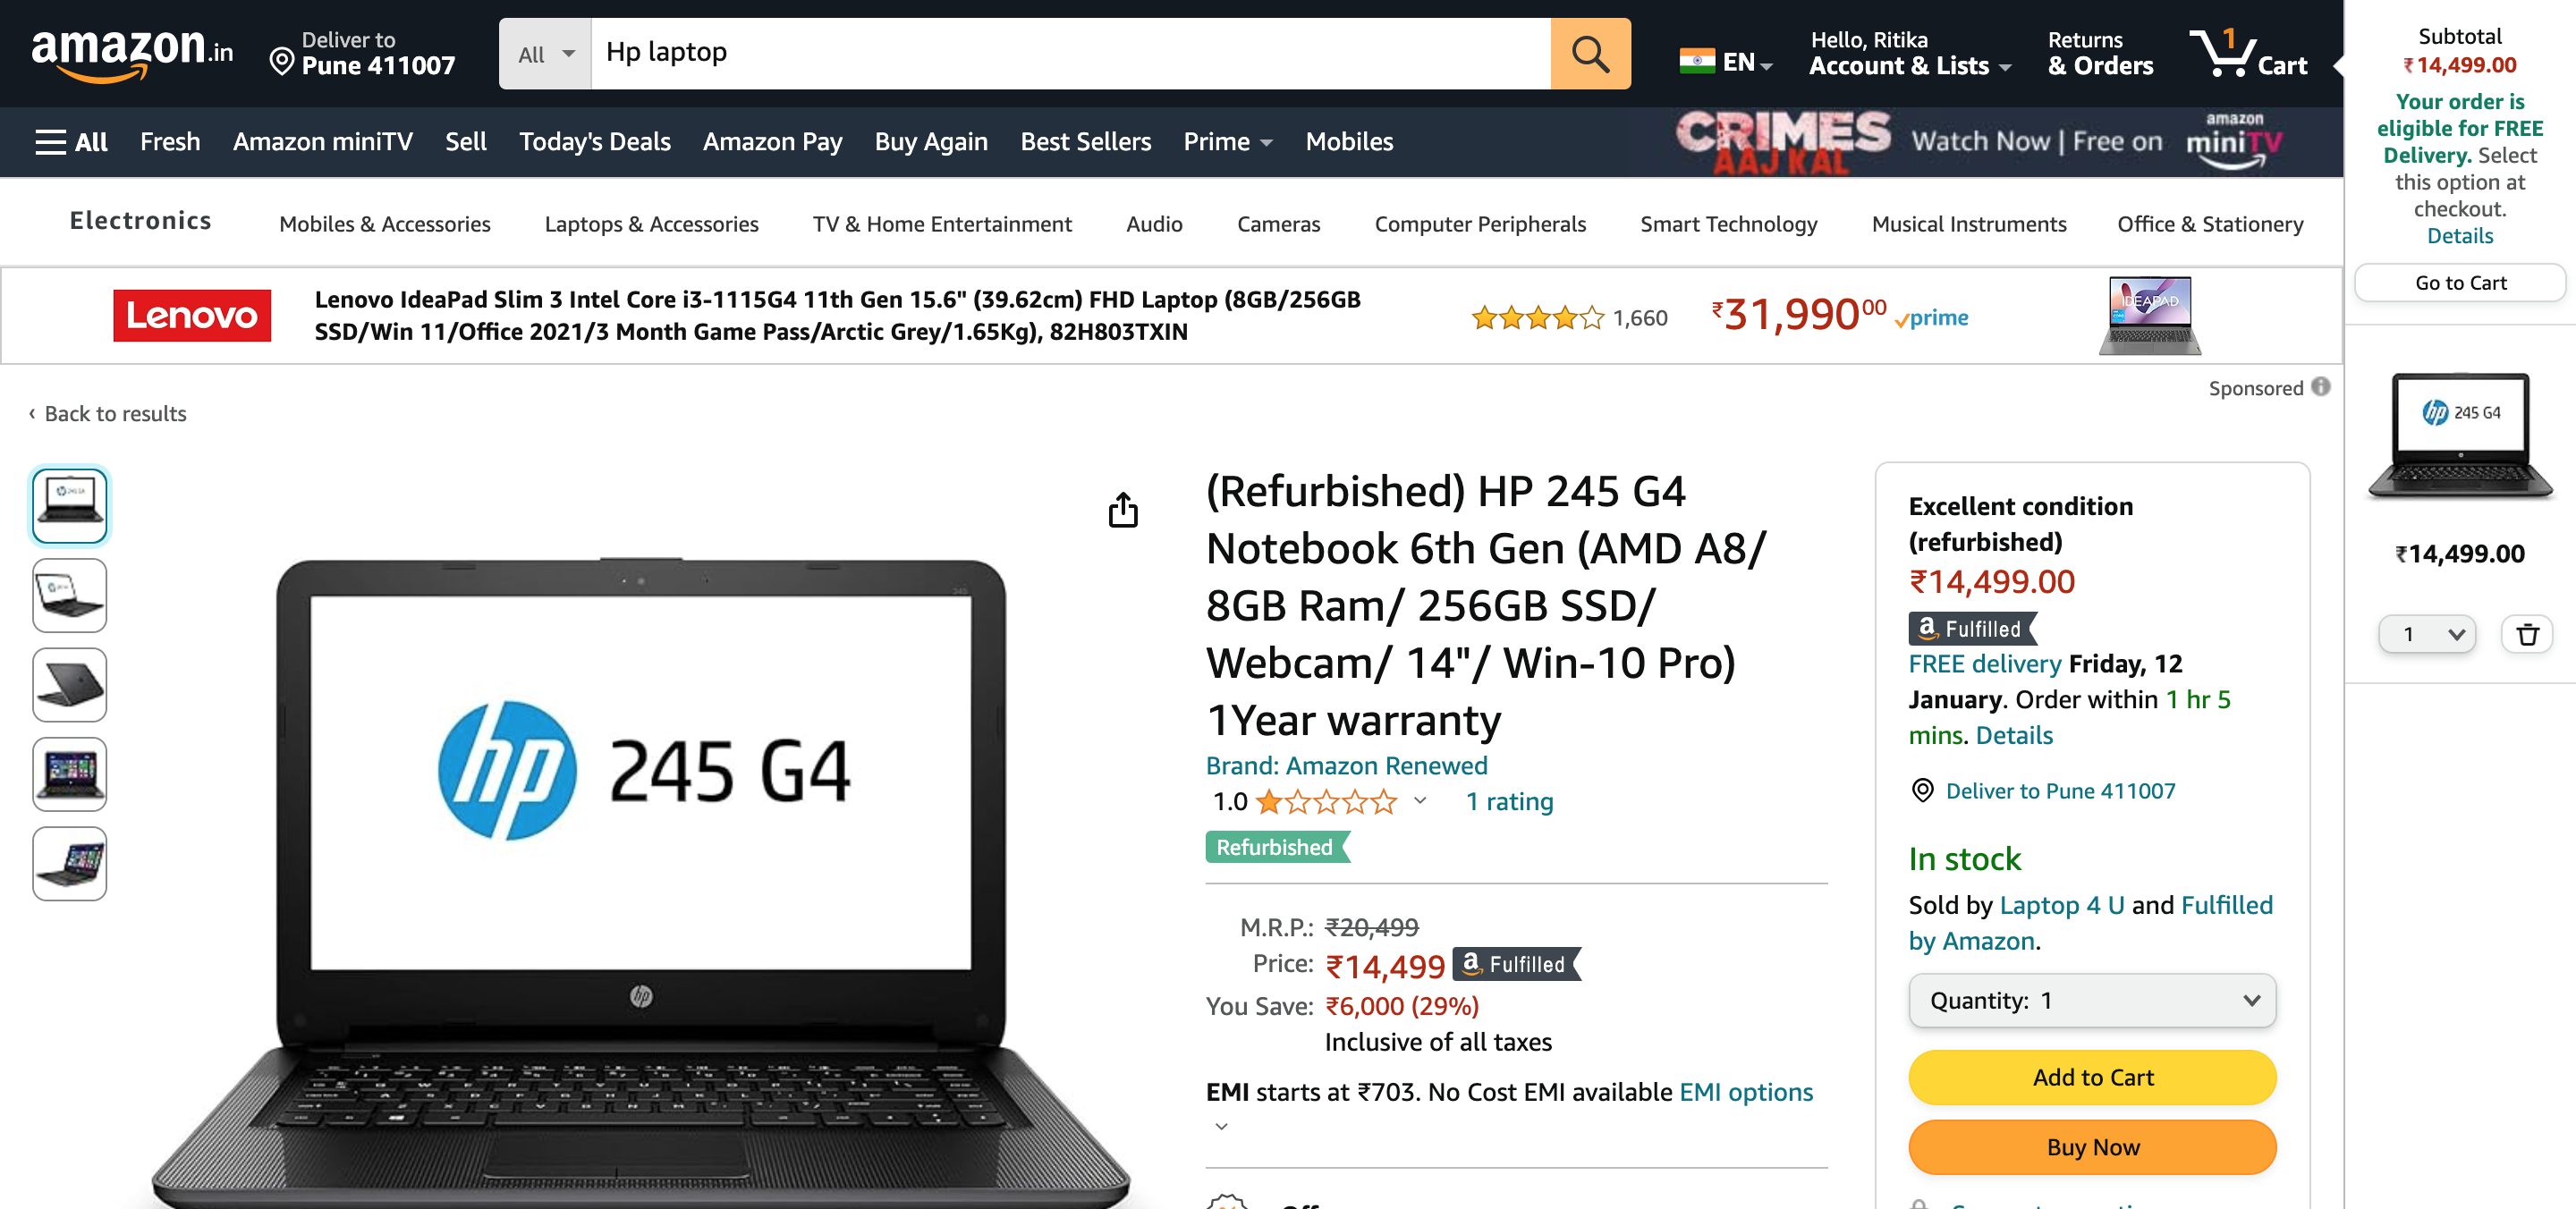 amazon.in
Deliver to
Pune 411007
All
Hp laptop
EN
Hello, Ritika
Account & Lists
Returns
& Orders
1
Cart
All
Fresh
Amazon miniTV
Sell
Today's Deals
Amazon Pay
Buy Again
Best Sellers
Prime
Mobiles
CRIMES
AAJ KAL
Watch Now | Free on
amazon
miniTV
Electronics
Mobiles & Accessories
Laptops & Accessories
TV & Home Entertainment
Audio
Cameras
Computer Peripherals
Smart Technology
Musical Instruments
Office & Stationery
Lenovo
Lenovo IdeaPad Slim 3 Intel Core i3-1115G4 11th Gen 15.6" (39.62cm) FHD Laptop (8GB/256GB
SSD/Win 11/Office 2021/3 Month Game Pass/Arctic Grey/1.65Kg), 82H803TXIN
1,660
₹31,99000
prime
IDEAPAD
Sponsored
‹ Back to results
hp 245 G4
hp
(Refurbished) HP 245 G4
Notebook 6th Gen (AMD A8/
8GB Ram/ 256GB SSD/
Webcam/ 14"/ Win-10 Pro)
1Year warranty
Brand: Amazon Renewed
1.0
1 rating
Refurbished
M.R.P.: ₹20,499
Price: ₹14,499
a Fulfilled
You Save: ₹6,000 (29%)
Inclusive of all taxes
EMI starts at ₹703. No Cost EMI available EMI options
Excellent condition
(refurbished)
₹14,499.00
a Fulfilled
FREE delivery Friday, 12
January. Order within 1 hr 5
mins. Details
Deliver to Pune 411007
In stock
Sold by Laptop 4 U and Fulfilled
by Amazon.
Quantity: 1
Add to Cart
Buy Now
Subtotal
₹14,499.00
Your order is
eligible for FREE
Delivery. Select
this option at
checkout.
Details
Go to Cart
hp 245 G4
₹14,499.00
1